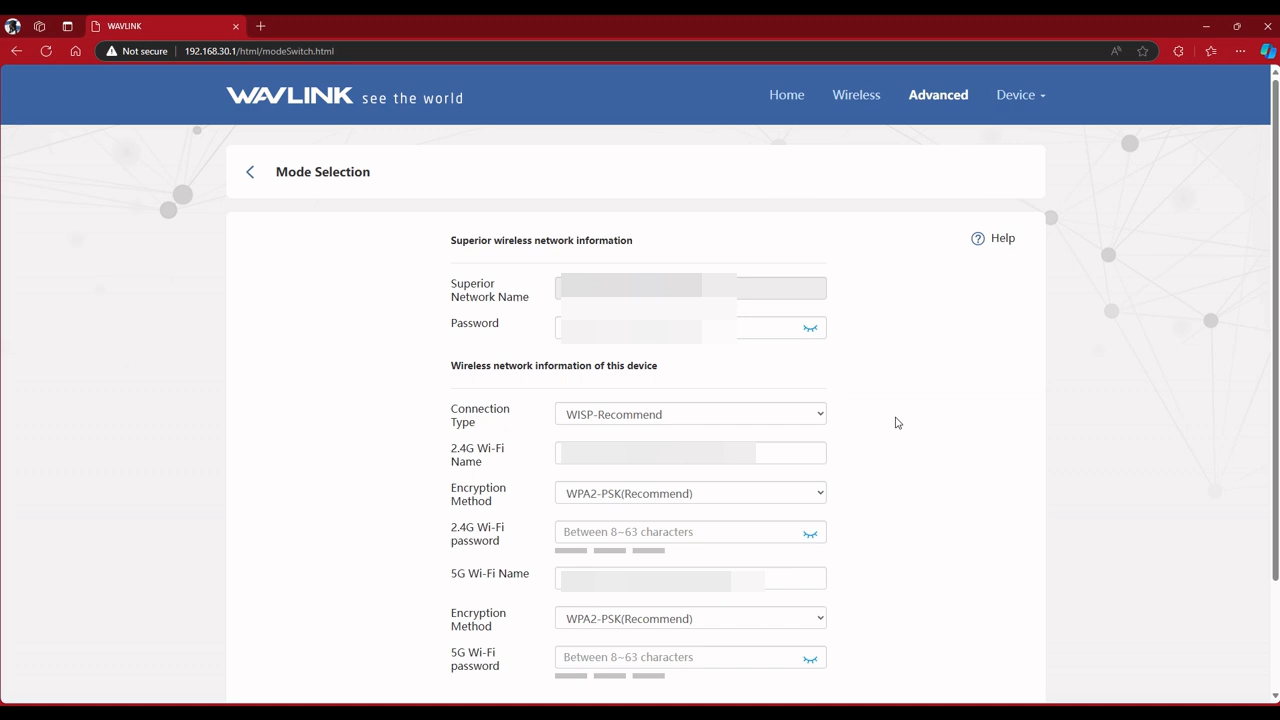 WAVLINK
Not secure 192.168.30.1/html/modeSwitch.html
WAVLINK see the world
Home Wireless Advanced Device
Mode Selection
Superior wireless network information
Help
Superior
Network Name
Password
Wireless network information of this device
Connection
Type
WISP-Recommend
2.4G Wi-Fi
Name
Encryption
Method
WPA2-PSK(Recommend)
2.4G Wi-Fi
password
Between 8~63 characters
5G Wi-Fi Name
Encryption
Method
WPA2-PSK(Recommend)
5G Wi-Fi
password
Between 8~63 characters